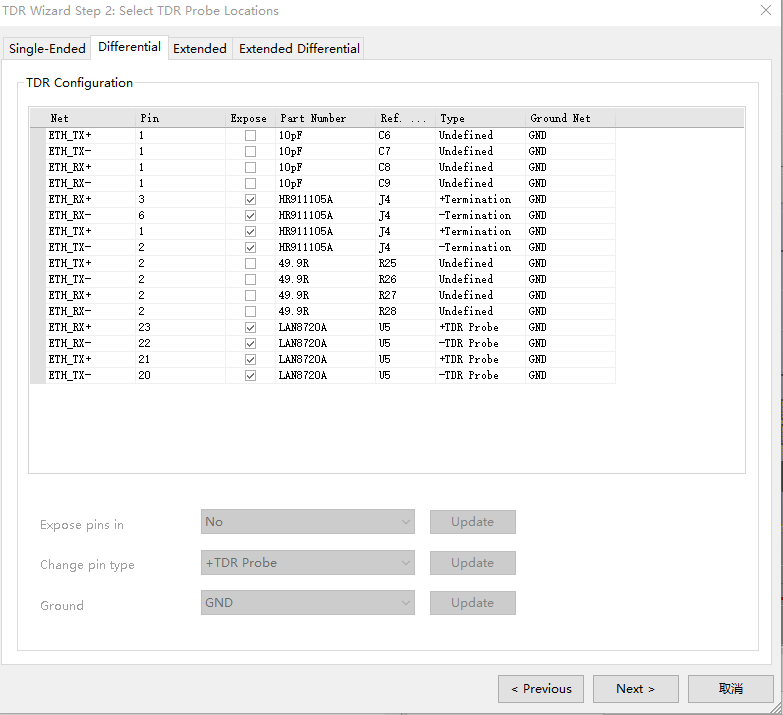 TDR Wizard Step 2: Select TDR Probe Locations
Single-Ended Differential Extended Extended Differential
TDR Configuration
Net Pin Expose Part Number Ref. ... Type Ground Net
ETH_TX+ 1 10pF C6 Undefined GND
ETH_TX- 1 10pF C7 Undefined GND
ETH_RX+ 1 10pF C8 Undefined GND
ETH_RX- 1 10pF C9 Undefined GND
ETH_RX+ 3 HR911105A J4 +Termination GND
ETH_RX- 6 HR911105A J4 -Termination GND
ETH_TX+ 1 HR911105A J4 +Termination GND
ETH_TX- 2 HR911105A J4 -Termination GND
ETH_TX+ 2 49.9R R25 Undefined GND
ETH_TX- 2 49.9R R26 Undefined GND
ETH_RX+ 2 49.9R R27 Undefined GND
ETH_RX- 2 49.9R R28 Undefined GND
ETH_RX+ 23 LAN8720A U5 +TDR Probe GND
ETH_RX- 22 LAN8720A U5 -TDR Probe GND
ETH_TX+ 21 LAN8720A U5 +TDR Probe GND
ETH_TX- 20 LAN8720A U5 -TDR Probe GND
Expose pins in No Update
Change pin type +TDR Probe Update
Ground GND Update
< Previous Next > 取消